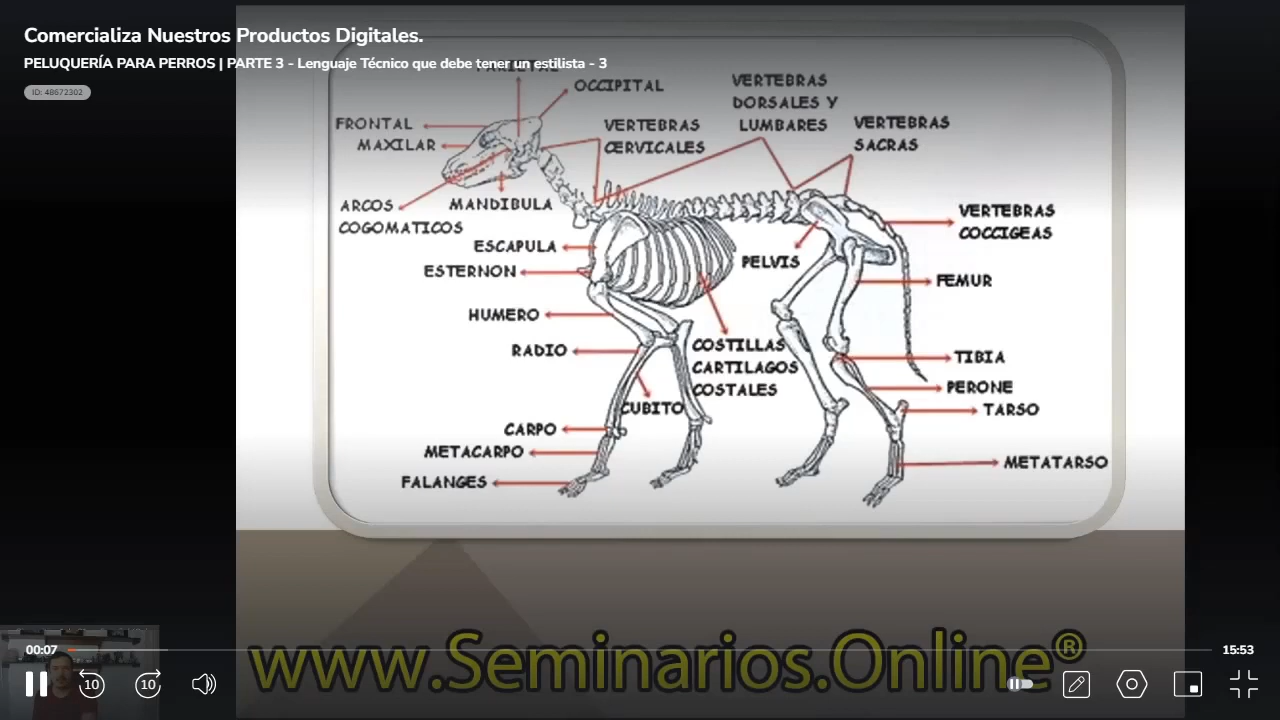 Comercializa Nuestros Productos Digitales.
PELUQUERÍA PARA PERROS | PARTE 3 - Lenguaje Técnico que debe tener un estilista - 3
ID: 48672302
PARIETAL
OCCIPITAL
VERTEBRAS
DORSALES Y
LUMBARES
FRONTAL
MAXILAR
VERTEBRAS
CERVICALES
VERTEBRAS
SACRAS
ARCOS
COGOMATICOS
MANDIBULA
VERTEBRAS
COCCIGEAS
ESCAPULA
ESTERNON
PELVIS
FEMUR
HUMERO
RADIO
COSTILLAS
CARTILAGOS
COSTALES
TIBIA
PERONE
CUBITO
TARSO
CARPO
METACARPO
METATARSO
FALANGES
www.Seminarios.Online®
00:07
15:53
10
10